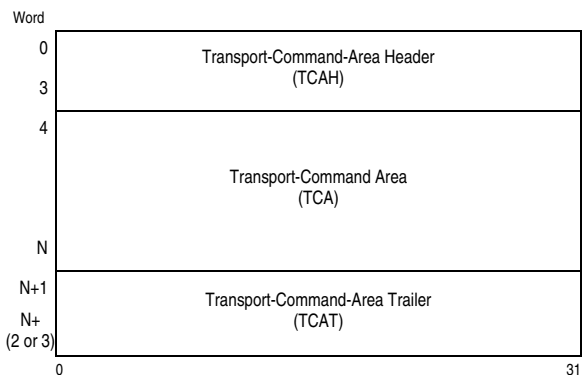 Word
0
Transport-Command-Area Header
(TCAH)
3
4
Transport-Command Area
(TCA)
N
N+1
Transport-Command-Area Trailer
(TCAT)
N+
(2 or 3)
0
31